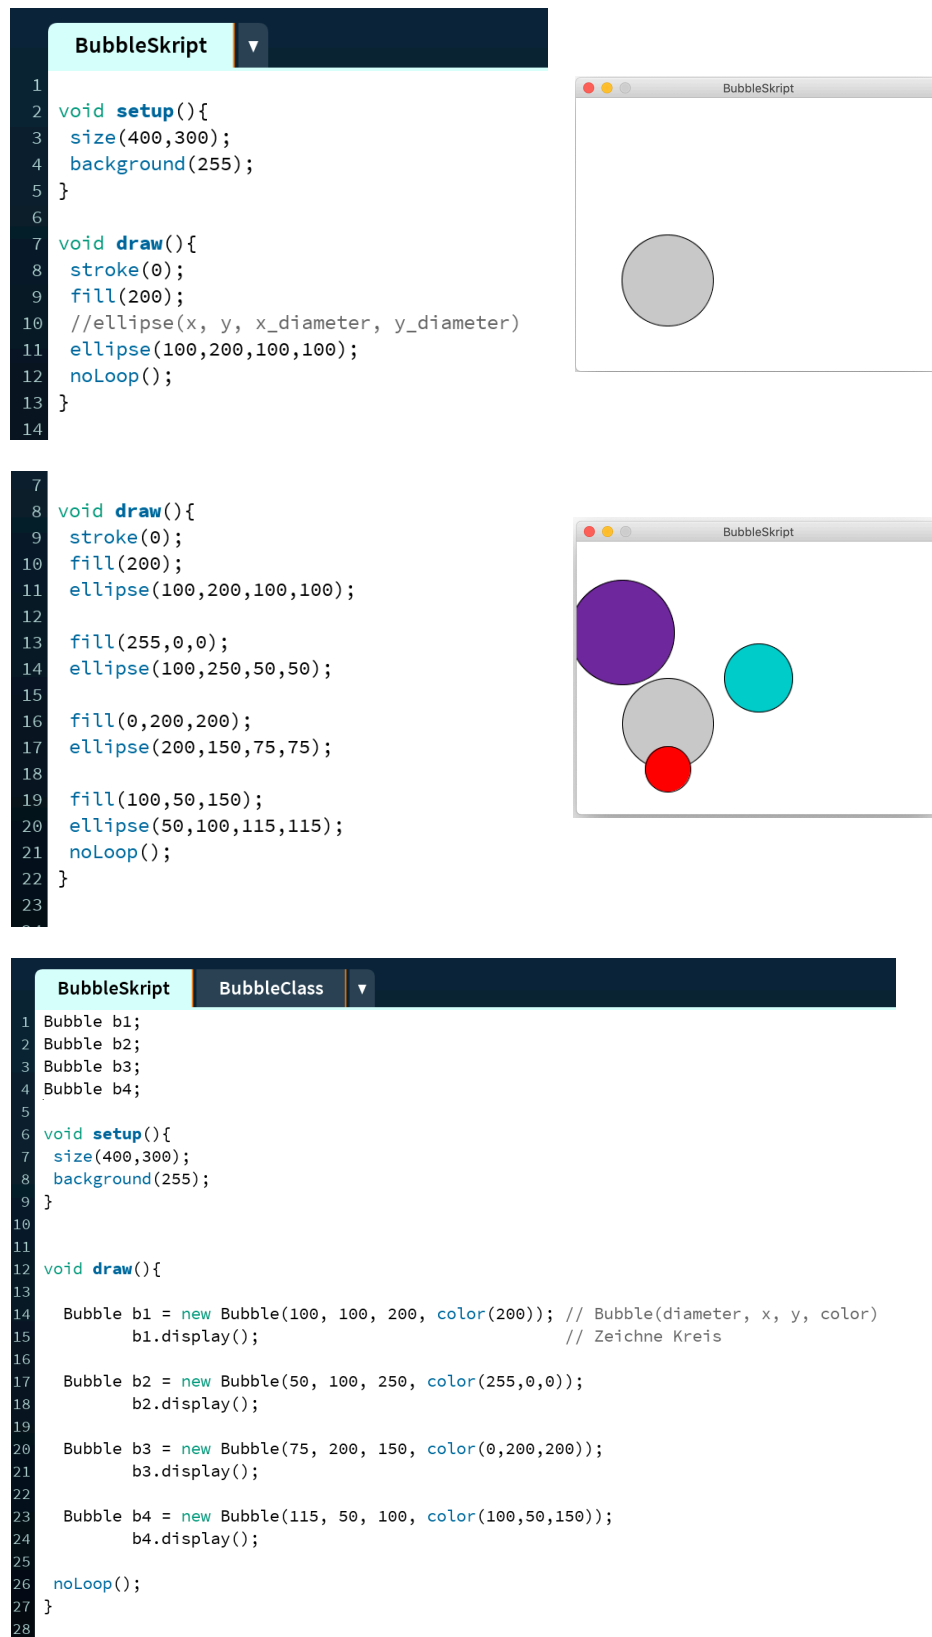 BubbleSkript ▼
1
2 void setup(){
3 size(400,300);
4 background(255);
5 }
6
7 void draw(){
8 stroke(0);
9 fill(200);
10 //ellipse(x, y, x_diameter, y_diameter)
11 ellipse(100,200,100,100);
12 noLoop();
13 }
14
BubbleSkript
7
8 void draw(){
9 stroke(0);
10 fill(200);
11 ellipse(100,200,100,100);
12
13 fill(255,0,0);
14 ellipse(100,250,50,50);
15
16 fill(0,200,200);
17 ellipse(200,150,75,75);
18
19 fill(100,50,150);
20 ellipse(50,100,115,115);
21 noLoop();
22 }
23
BubbleSkript
BubbleSkript BubbleClass ▼
1 Bubble b1;
2 Bubble b2;
3 Bubble b3;
4 Bubble b4;
5
6 void setup(){
7 size(400,300);
8 background(255);
9 }
10
11
12 void draw(){
13
14 Bubble b1 = new Bubble(100, 100, 200, color(200)); // Bubble(diameter, x, y, color)
15 b1.display(); // Zeichne Kreis
16
17 Bubble b2 = new Bubble(50, 100, 250, color(255,0,0));
18 b2.display();
19
20 Bubble b3 = new Bubble(75, 200, 150, color(0,200,200));
21 b3.display();
22
23 Bubble b4 = new Bubble(115, 50, 100, color(100,50,150));
24 b4.display();
25
26 noLoop();
27 }
28